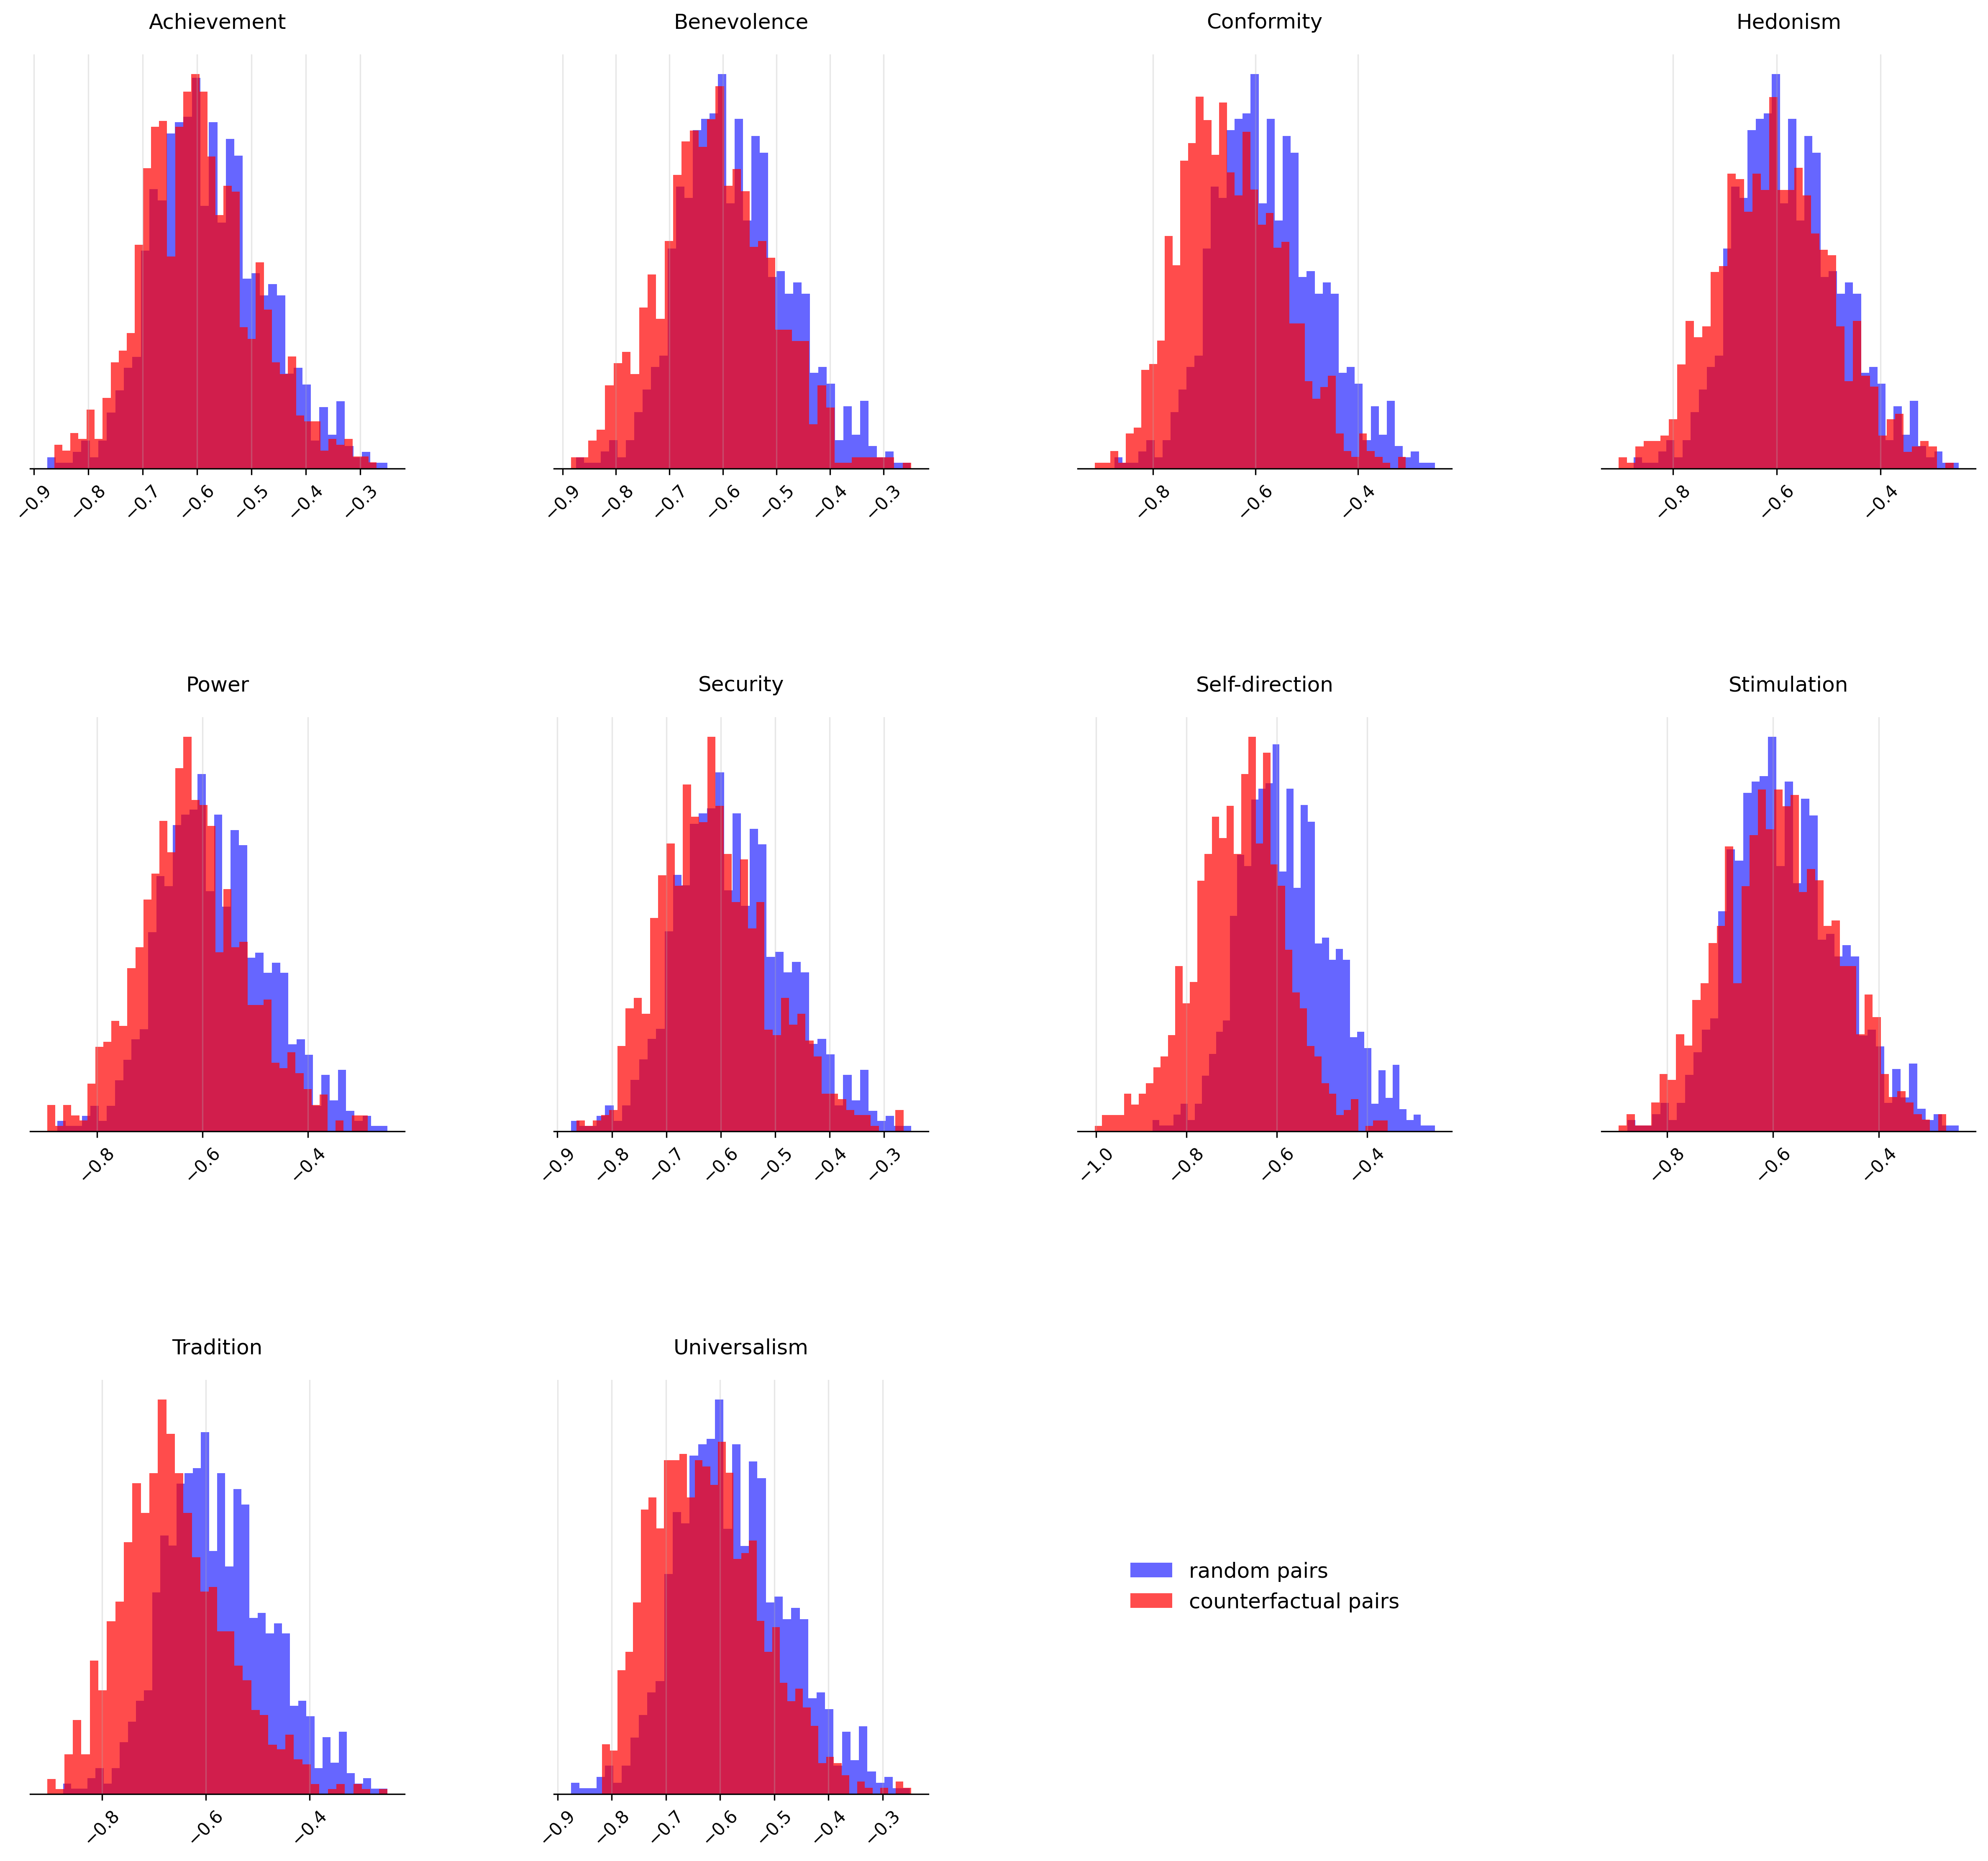 Achievement
Benevolence
Conformity
Hedonism
−0.9 −0.8 −0.7 −0.6 −0.5 −0.4 −0.3
−0.9 −0.8 −0.7 −0.6 −0.5 −0.4 −0.3
−0.8 −0.6 −0.4
−0.8 −0.6 −0.4
Power
Security
Self-direction
Stimulation
−0.8 −0.6 −0.4
−0.9 −0.8 −0.7 −0.6 −0.5 −0.4 −0.3
−1.0 −0.8 −0.6 −0.4
−0.8 −0.6 −0.4
Tradition
Universalism
random pairs
counterfactual pairs
−0.8 −0.6 −0.4
−0.9 −0.8 −0.7 −0.6 −0.5 −0.4 −0.3